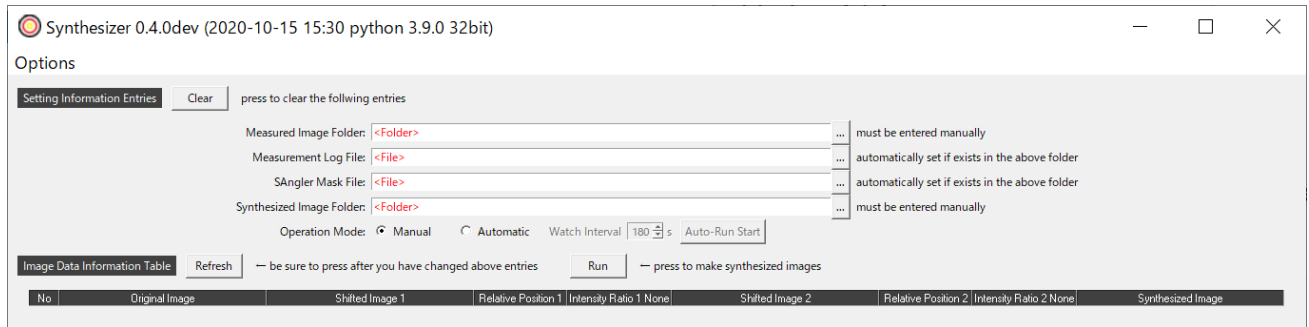 Synthesizer 0.4.0dev (2020-10-15 15:30 python 3.9.0 32bit)
Options
Setting Information Entries Clear press to clear the follwing entries
Measured Image Folder: <Folder> ... must be entered manually
Measurement Log File: <File> ... automatically set if exists in the above folder
SAngler Mask File: <File> ... automatically set if exists in the above folder
Synthesized Image Folder: <Folder> ... must be entered manually
Operation Mode: Manual Automatic Watch Interval 180 s Auto-Run Start
Image Data Information Table Refresh ← be sure to press after you have changed above entries Run ← press to make synthesized images
No Original Image Shifted Image 1 Relative Position 1 Intensity Ratio 1 None Shifted Image 2 Relative Position 2 Intensity Ratio 2 None Synthesized Image